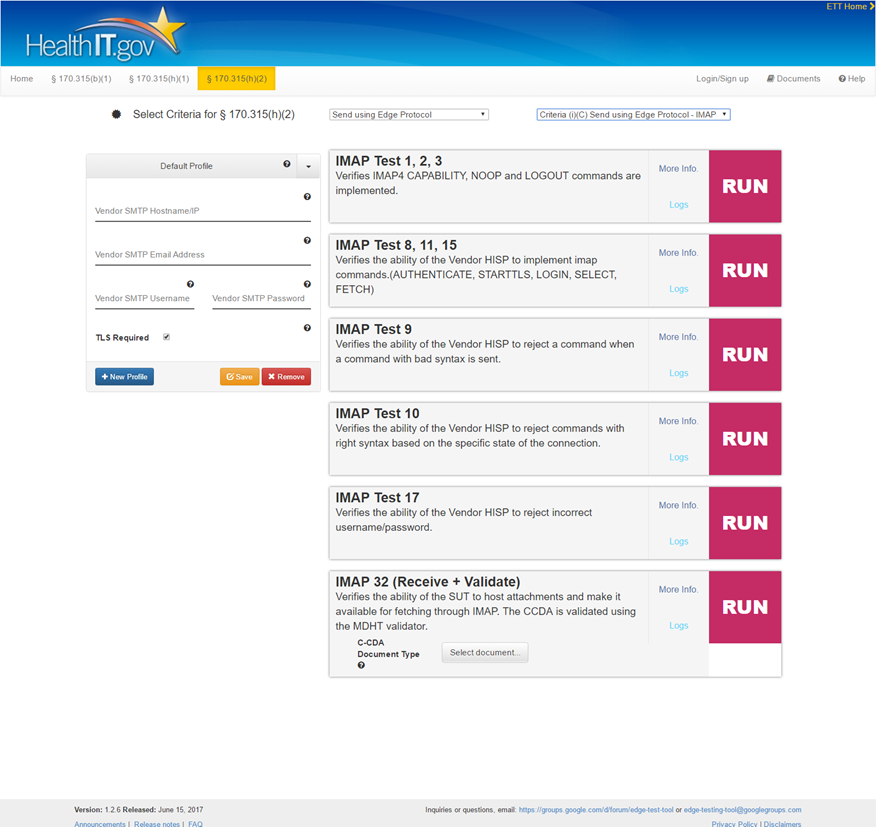 ETT Home
HealthIT.gov
Home § 170.315(b)(1) § 170.315(h)(1) § 170.315(h)(2) Login/Sign up Documents Help
Select Criteria for § 170.315(h)(2) Send using Edge Protocol Criteria (i)(C) Send using Edge Protocol - IMAP
Default Profile
Vendor SMTP Hostname/IP
Vendor SMTP Email Address
Vendor SMTP Username Vendor SMTP Password
TLS Required
New Profile Save Remove
IMAP Test 1, 2, 3
Verifies IMAP4 CAPABILITY, NOOP and LOGOUT commands are
implemented.
More Info.
Logs
RUN
IMAP Test 8, 11, 15
Verifies the ability of the Vendor HISP to implement imap
commands.(AUTHENTICATE, STARTTLS, LOGIN, SELECT,
FETCH)
More Info.
Logs
RUN
IMAP Test 9
Verifies the ability of the Vendor HISP to reject a command when
a command with bad syntax is sent.
More Info.
Logs
RUN
IMAP Test 10
Verifies the ability of the Vendor HISP to reject commands with
right syntax based on the specific state of the connection.
More Info.
Logs
RUN
IMAP Test 17
Verifies the ability of the Vendor HISP to reject incorrect
username/password.
More Info.
Logs
RUN
IMAP 32 (Receive + Validate)
Verifies the ability of the SUT to host attachments and make it
available for fetching through IMAP. The CCDA is validated using
the MDHT validator.
More Info.
Logs
RUN
C-CDA
Document Type
Select document...
Version: 1.2.6 Released: June 15, 2017
Announcements | Release notes | FAQ
Inquiries or questions, email: https://groups.google.com/d/forum/edge-test-tool or edge-testing-tool@googlegroups.com
Privacy Policy | Disclaimers